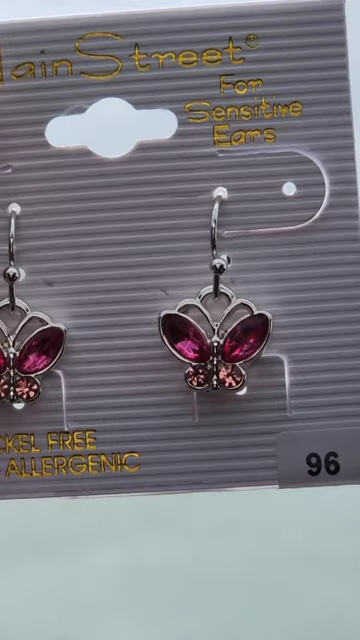 ainStreet®
For
Sensitive
Ears
CKEL FREE
ALLERGENIC
96